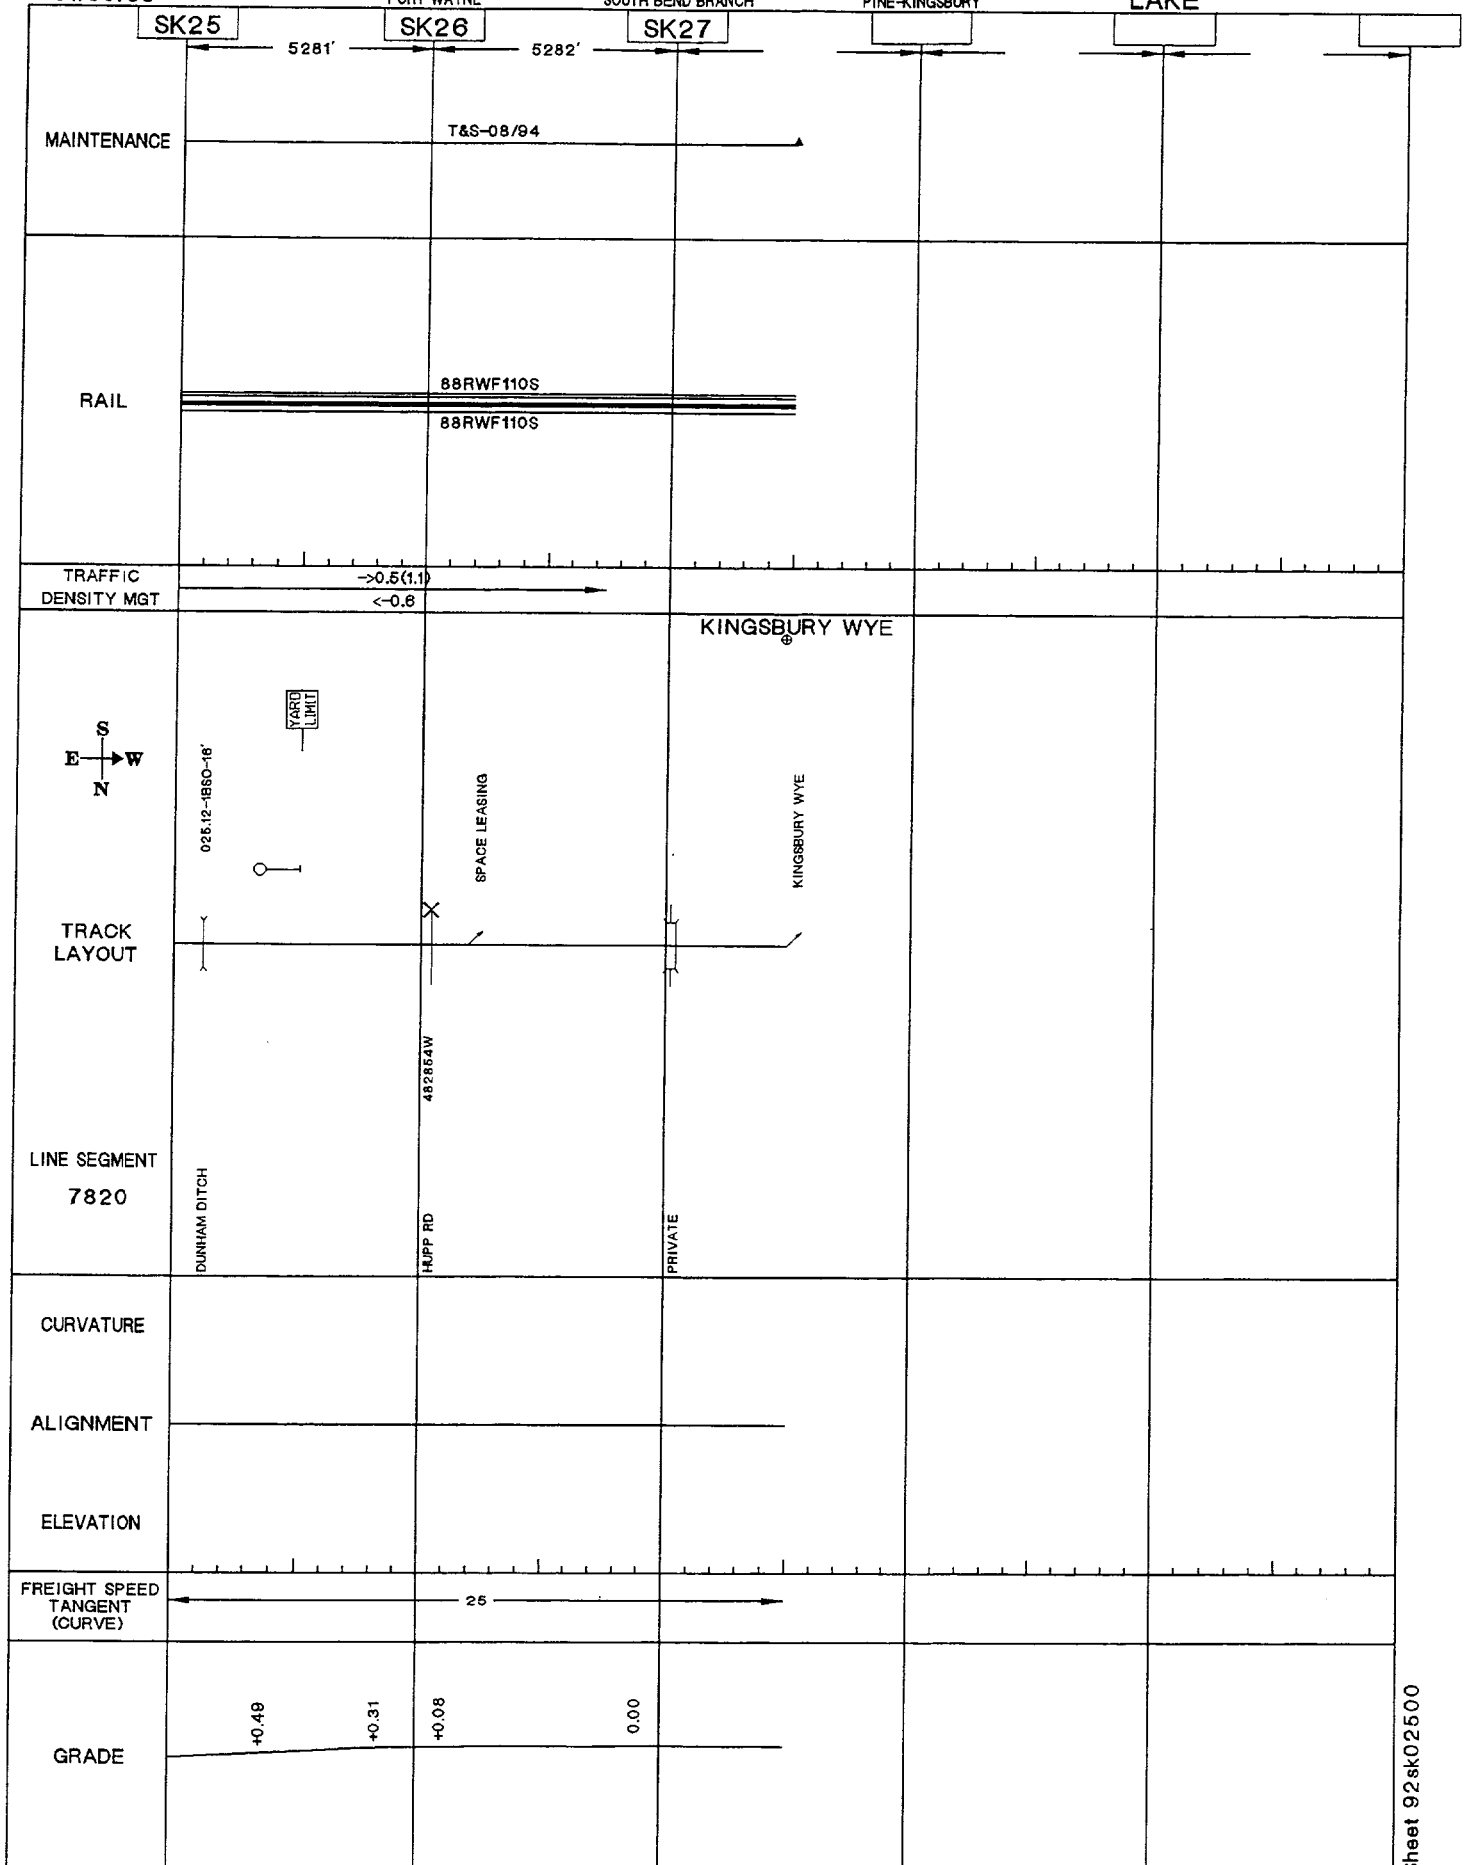 FORT WAYNE
SOUTH BEND BRANCH
PINE-KINGSBURY
LAKE
SK25
SK26
SK27
5281'
5282'
MAINTENANCE
T&S-08/94
RAIL
88RWF110S
88RWF110S
TRAFFIC
DENSITY MGT
->0.5(1.1)
<-0.6
KINGSBURY WYE
YARD
LIMIT
S
E W
N
025.12-1BSO-16'
SPACE LEASING
KINGSBURY WYE
TRACK
LAYOUT
482854W
LINE SEGMENT
7820
DUNHAM DITCH
HUPP RD
PRIVATE
CURVATURE
ALIGNMENT
ELEVATION
FREIGHT SPEED
TANGENT
(CURVE)
25
GRADE
+0.49
+0.31
+0.08
0.00
heet 92sk02500